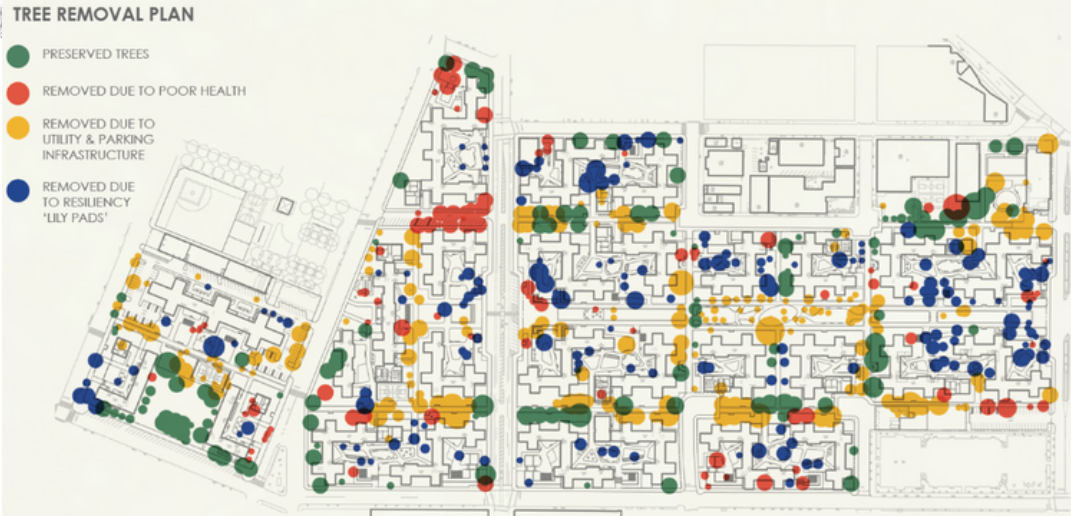 TREE REMOVAL PLAN
PRESERVED TREES
REMOVED DUE TO POOR HEALTH
REMOVED DUE TO
UTILITY & PARKING
INFRASTRUCTURE
REMOVED DUE
TO RESILIENCY
'LILY PADS'